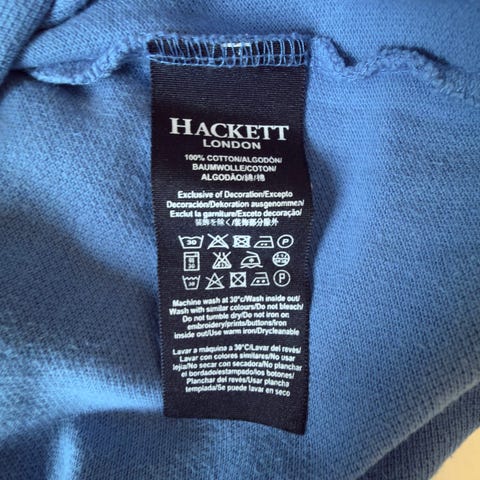 HACKETT
LONDON
100% COTTON/ALGODÓN/
BAUMWOLLE/COTON/
ALGODÃO/綿/棉
Exclusive of Decoration/Excepto
Decoración/Dekoration ausgenommen/
Exclut la garniture/Exceto decoração/
装飾を除く/装饰部分除外
30 P
30 P
Machine wash at 30°c/Wash inside out/
Wash with similar colours/Do not bleach/
Do not tumble dry/Do not iron on
embroidery/prints/buttons/iron
inside out/Use warm iron/Drycleanable
Lavar a máquina a 30°C/Lavar del revés/
Lavar con colores similares/No usar
lejia/No secar con secadora/No planchar
el bordado/estampado/los botones/
Planchar del revés/Usar plancha
templada/Se puede lavar en seco